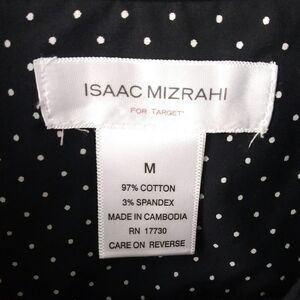 ISAAC MIZRAHI
FOR TARGET
M
97% COTTON
3% SPANDEX
MADE IN CAMBODIA
RN 17730
CARE ON REVERSE